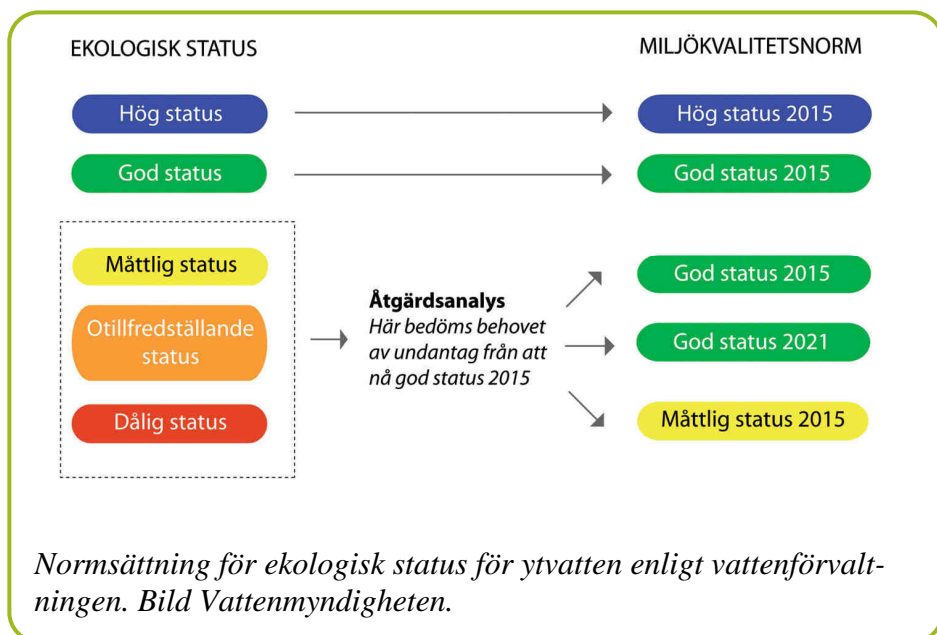 EKOLOGISK STATUS
MILJÖKVALITETSNORM
Hög status
Hög status 2015
God status
God status 2015
Måttlig status
Otillfredställande
status
Dålig status
Åtgärdsanalys
Här bedöms behovet
av undantag från att
nå god status 2015
God status 2015
God status 2021
Måttlig status 2015
Normsättning för ekologisk status för ytvatten enligt vattenförvalt-
ningen. Bild Vattenmyndigheten.